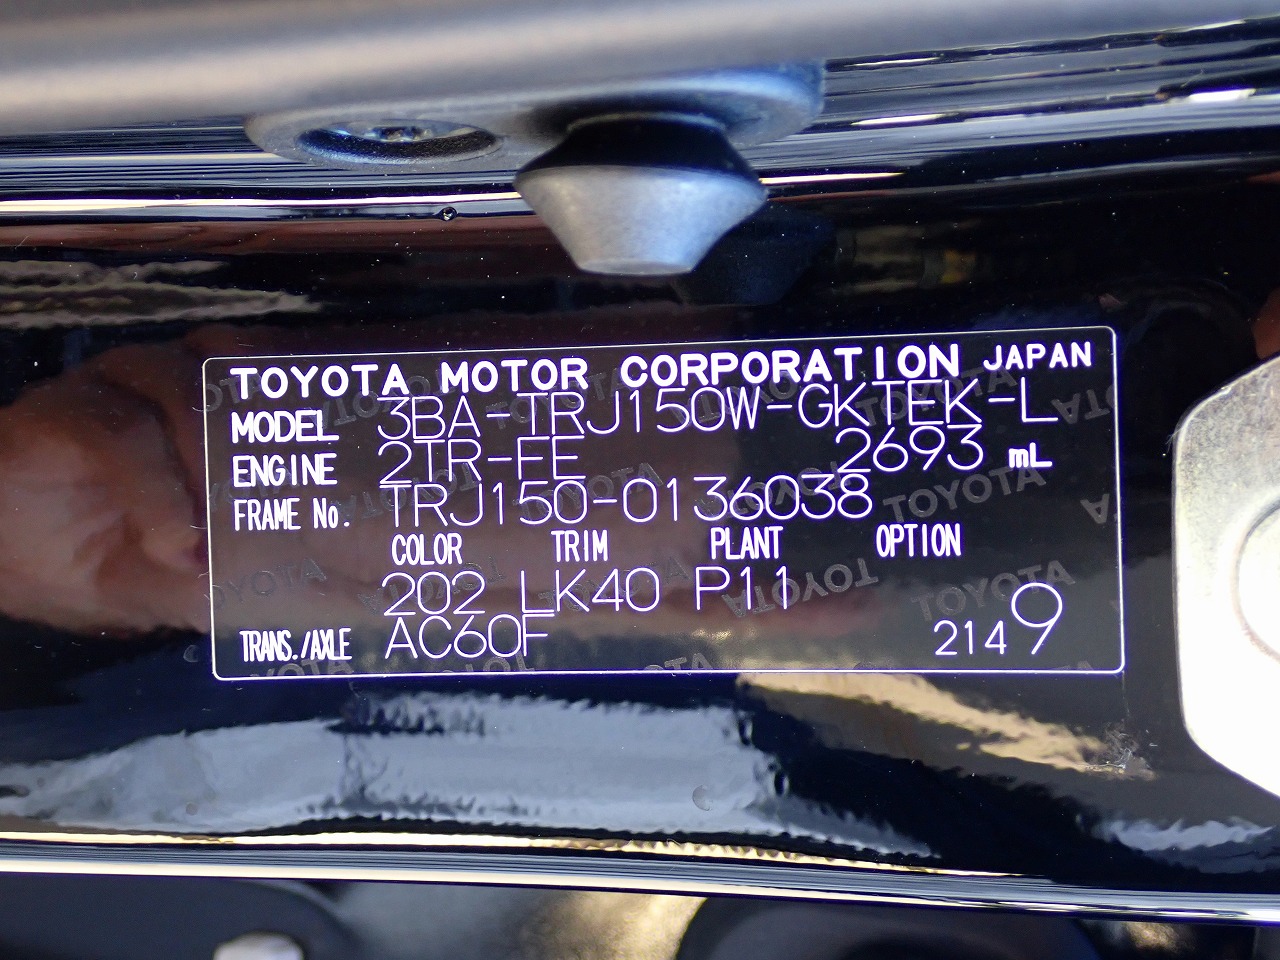 TOYOTA MOTOR CORPORATION JAPAN
MODEL 3BA-TRJ150W-GKTEK-L
ENGINE 2TR-FE 2693 mL
FRAME No. TRJ150-0136038
COLOR TRIM PLANT OPTION
202 LK40 P11
TRANS./AXLE AC60F 2149